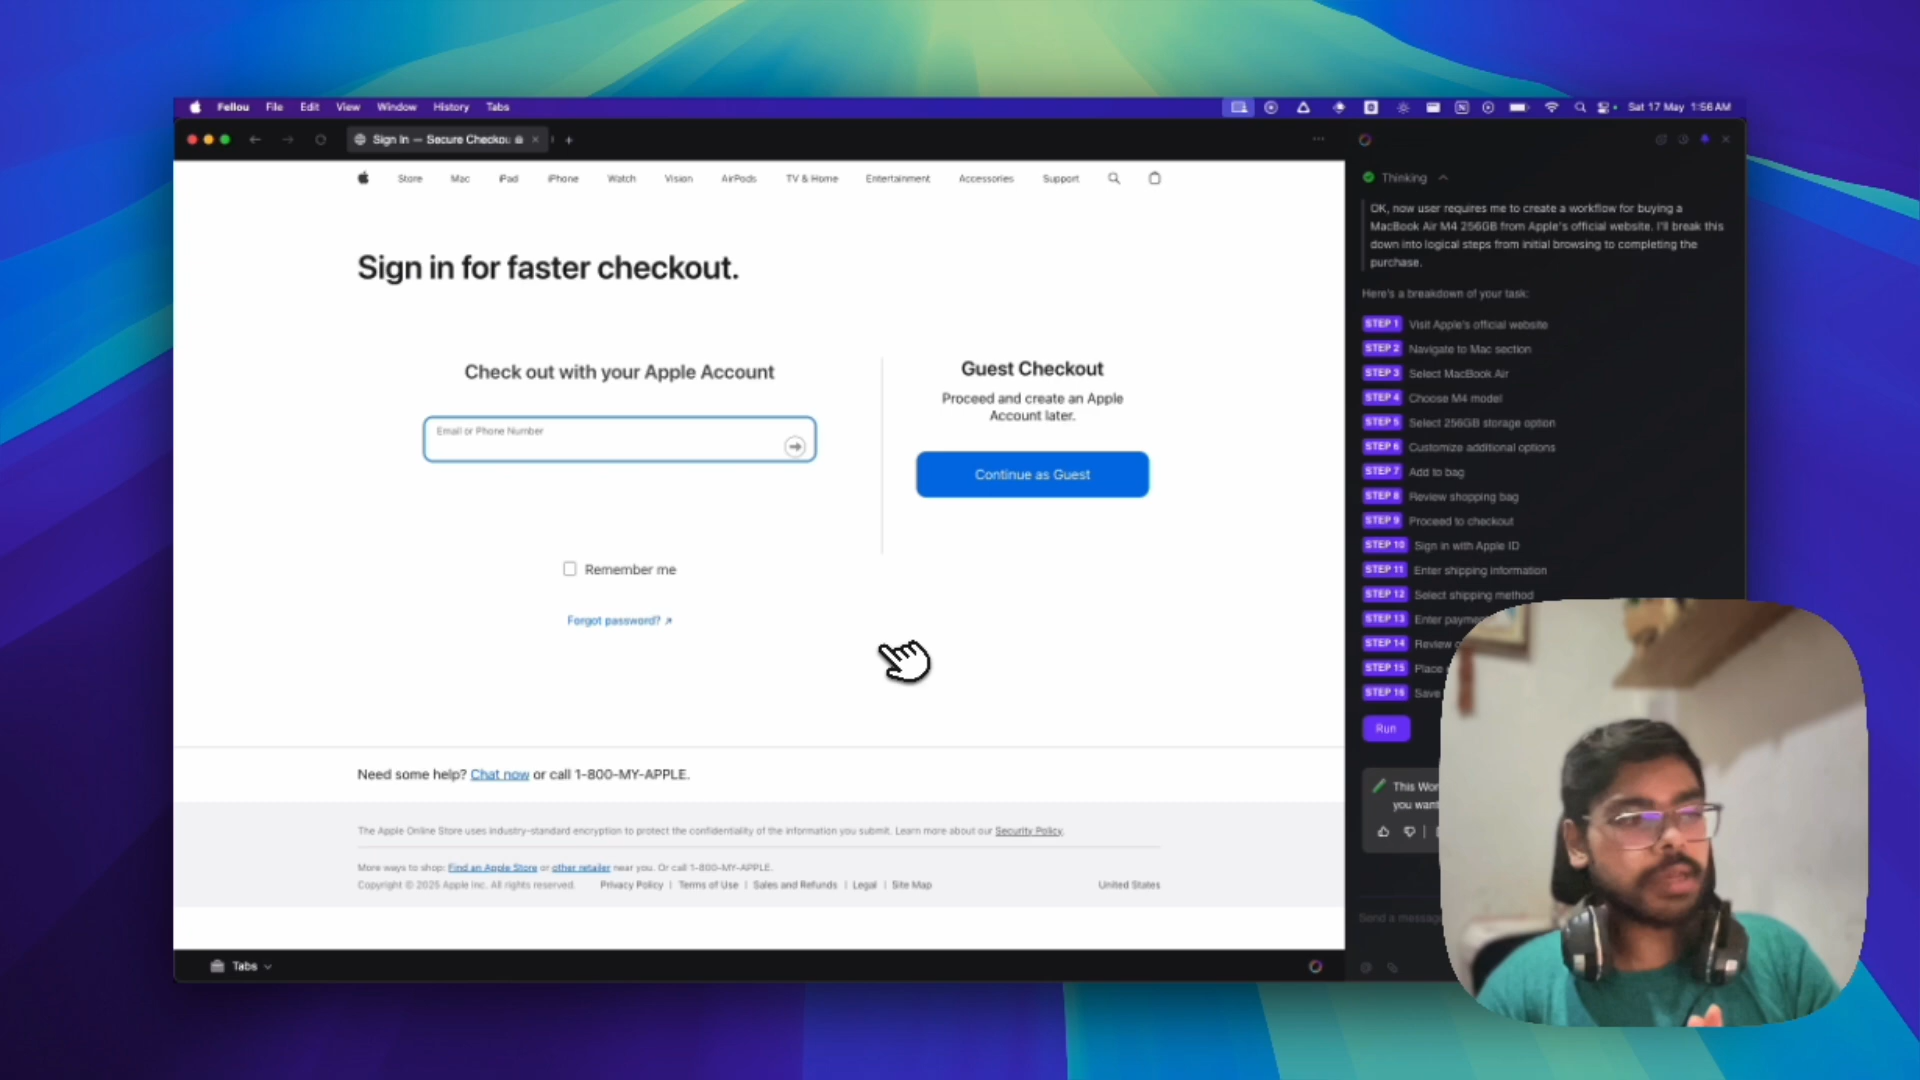 Fellou File Edit View Window History Tabs
Sat 17 May 1:56 AM
Sign In — Secure Checkou
Store Mac iPad iPhone Watch Vision AirPods TV & Home Entertainment Accessories Support
Sign in for faster checkout.
Check out with your Apple Account
Email or Phone Number
Remember me
Forgot password?
Guest Checkout
Proceed and create an Apple
Account later.
Continue as Guest
Need some help? Chat now or call 1-800-MY-APPLE.
The Apple Online Store uses industry-standard encryption to protect the confidentiality of the information you submit. Learn more about our Security Policy.
More ways to shop: Find an Apple Store or other retailer near you. Or call 1-800-MY-APPLE.
Copyright © 2025 Apple Inc. All rights reserved. Privacy Policy | Terms of Use | Sales and Refunds | Legal | Site Map United States
Tabs
Thinking
OK, now user requires me to create a workflow for buying a
MacBook Air M4 256GB from Apple's official website. I'll break this
down into logical steps from initial browsing to completing the
purchase.
Here's a breakdown of your task:
STEP 1 Visit Apple's official website
STEP 2 Navigate to Mac section
STEP 3 Select MacBook Air
STEP 4 Choose M4 model
STEP 5 Select 256GB storage option
STEP 6 Customize additional options
STEP 7 Add to bag
STEP 8 Review shopping bag
STEP 9 Proceed to checkout
STEP 10 Sign in with Apple ID
STEP 11 Enter shipping information
STEP 12 Select shipping method
STEP 13 Enter payme
STEP 14 Review
STEP 15 Place
STEP 16 Save
Run
This Wor
you want
Send a message